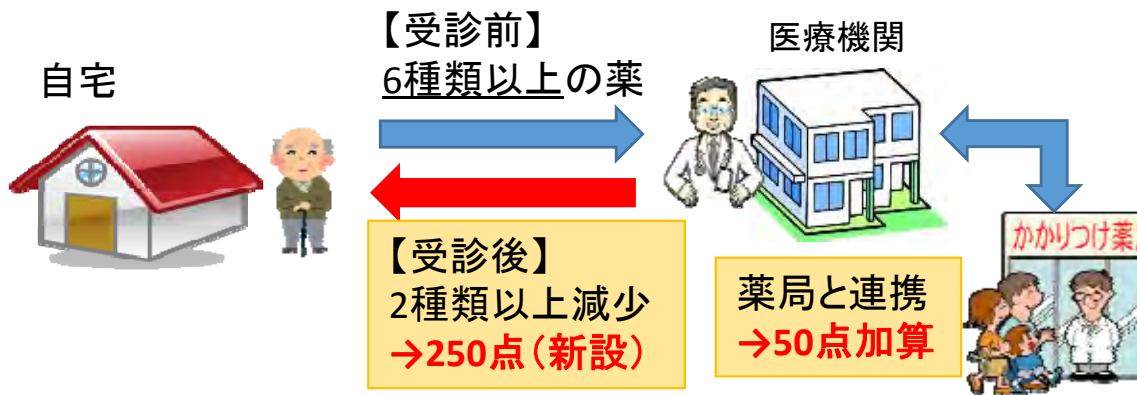 自宅
【受診前】
6種類以上の薬
医療機関
【受診後】
2種類以上減少
→250点（新設）
薬局と連携
→50点加算
かかりつけ薬